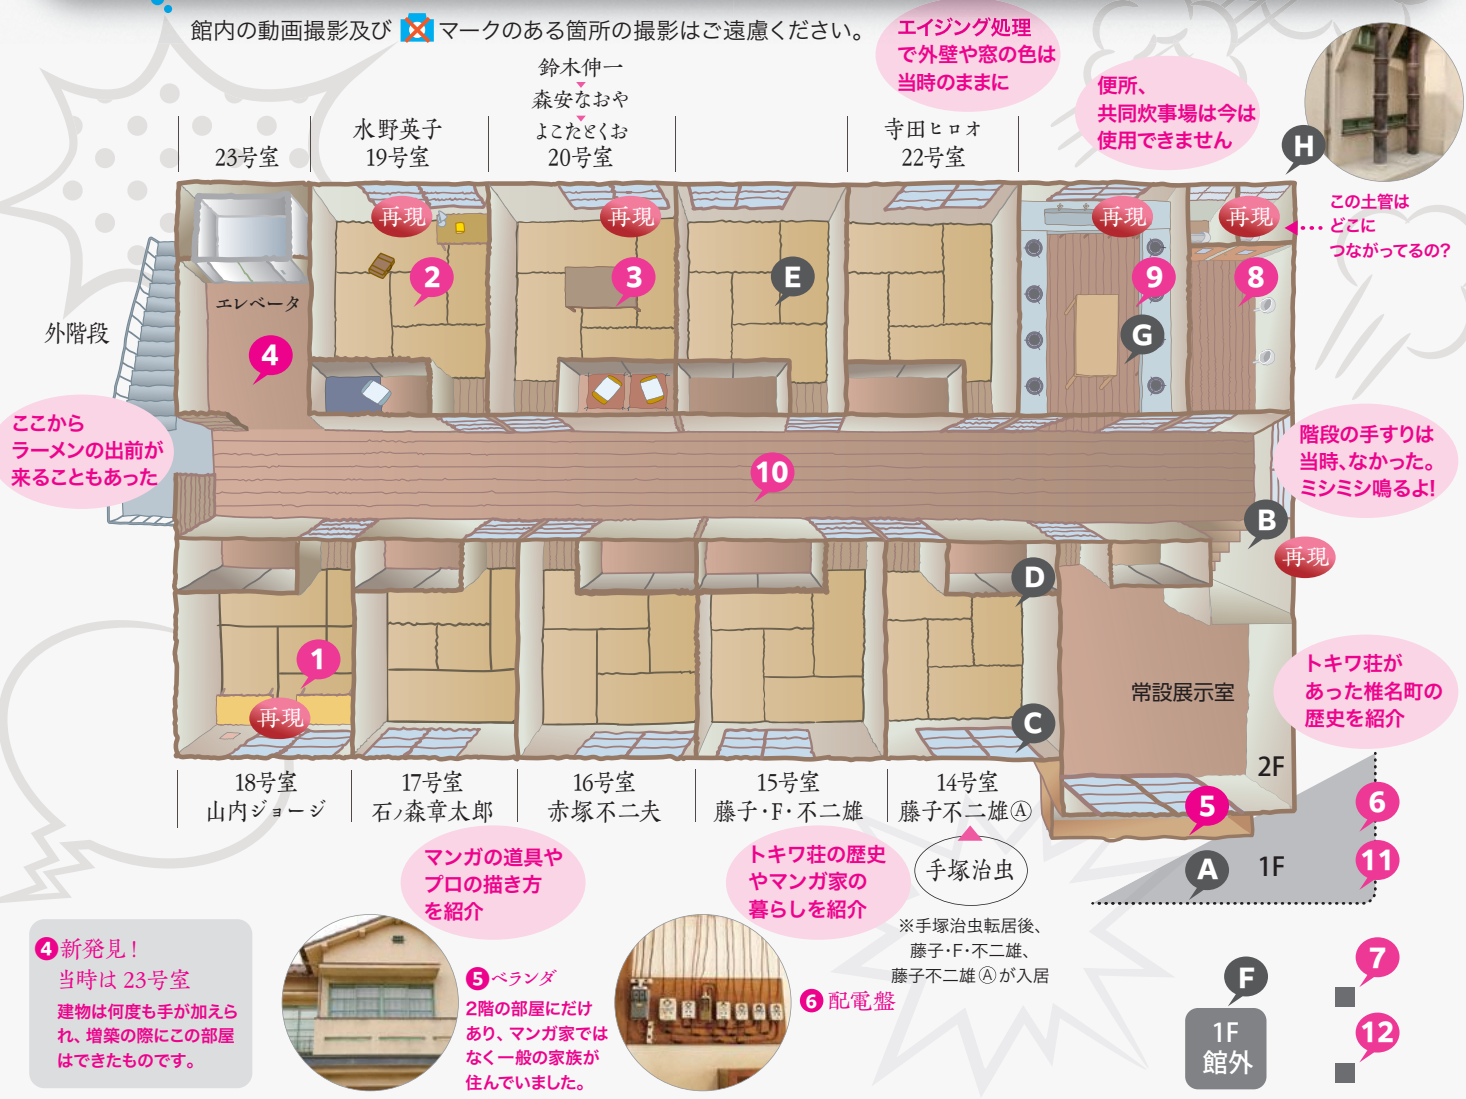 館内の動画撮影及び マークのある箇所の撮影はご遠慮ください。
エイジング処理
で外壁や窓の色は
当時のままに
便所、
共同炊事場は今は
使用できません
H
この土管は
どこに
つながってるの?
23号室
水野英子
19号室
鈴木伸一
森安なおや
よこたとくお
20号室
寺田ヒロオ
22号室
再現
再現
再現
再現
2
3
E
9
8
G
エレベータ
4
外階段
ここから
ラーメンの出前が
来ることもあった
階段の手すりは
当時、なかった。
ミシミシ鳴るよ!
10
B
再現
D
1
再現
C
常設展示室
トキワ荘が
あった椎名町の
歴史を紹介
2F
5
6
1F
A
11
18号室
山内ジョージ
17号室
石ノ森章太郎
16号室
赤塚不二夫
15号室
藤子・F・不二雄
14号室
藤子不二雄Ⓐ
手塚治虫
※手塚治虫転居後、
藤子・F・不二雄、
藤子不二雄Ⓐが入居
マンガの道具や
プロの描き方
を紹介
トキワ荘の歴史
やマンガ家の
暮らしを紹介
4 新発見!
当時は 23号室
建物は何度も手が加えら
れ、増築の際にこの部屋
はできたものです。
5 ベランダ
2階の部屋にだけ
あり、マンガ家では
なく一般の家族が
住んでいました。
6 配電盤
F
1F
館外
7
12